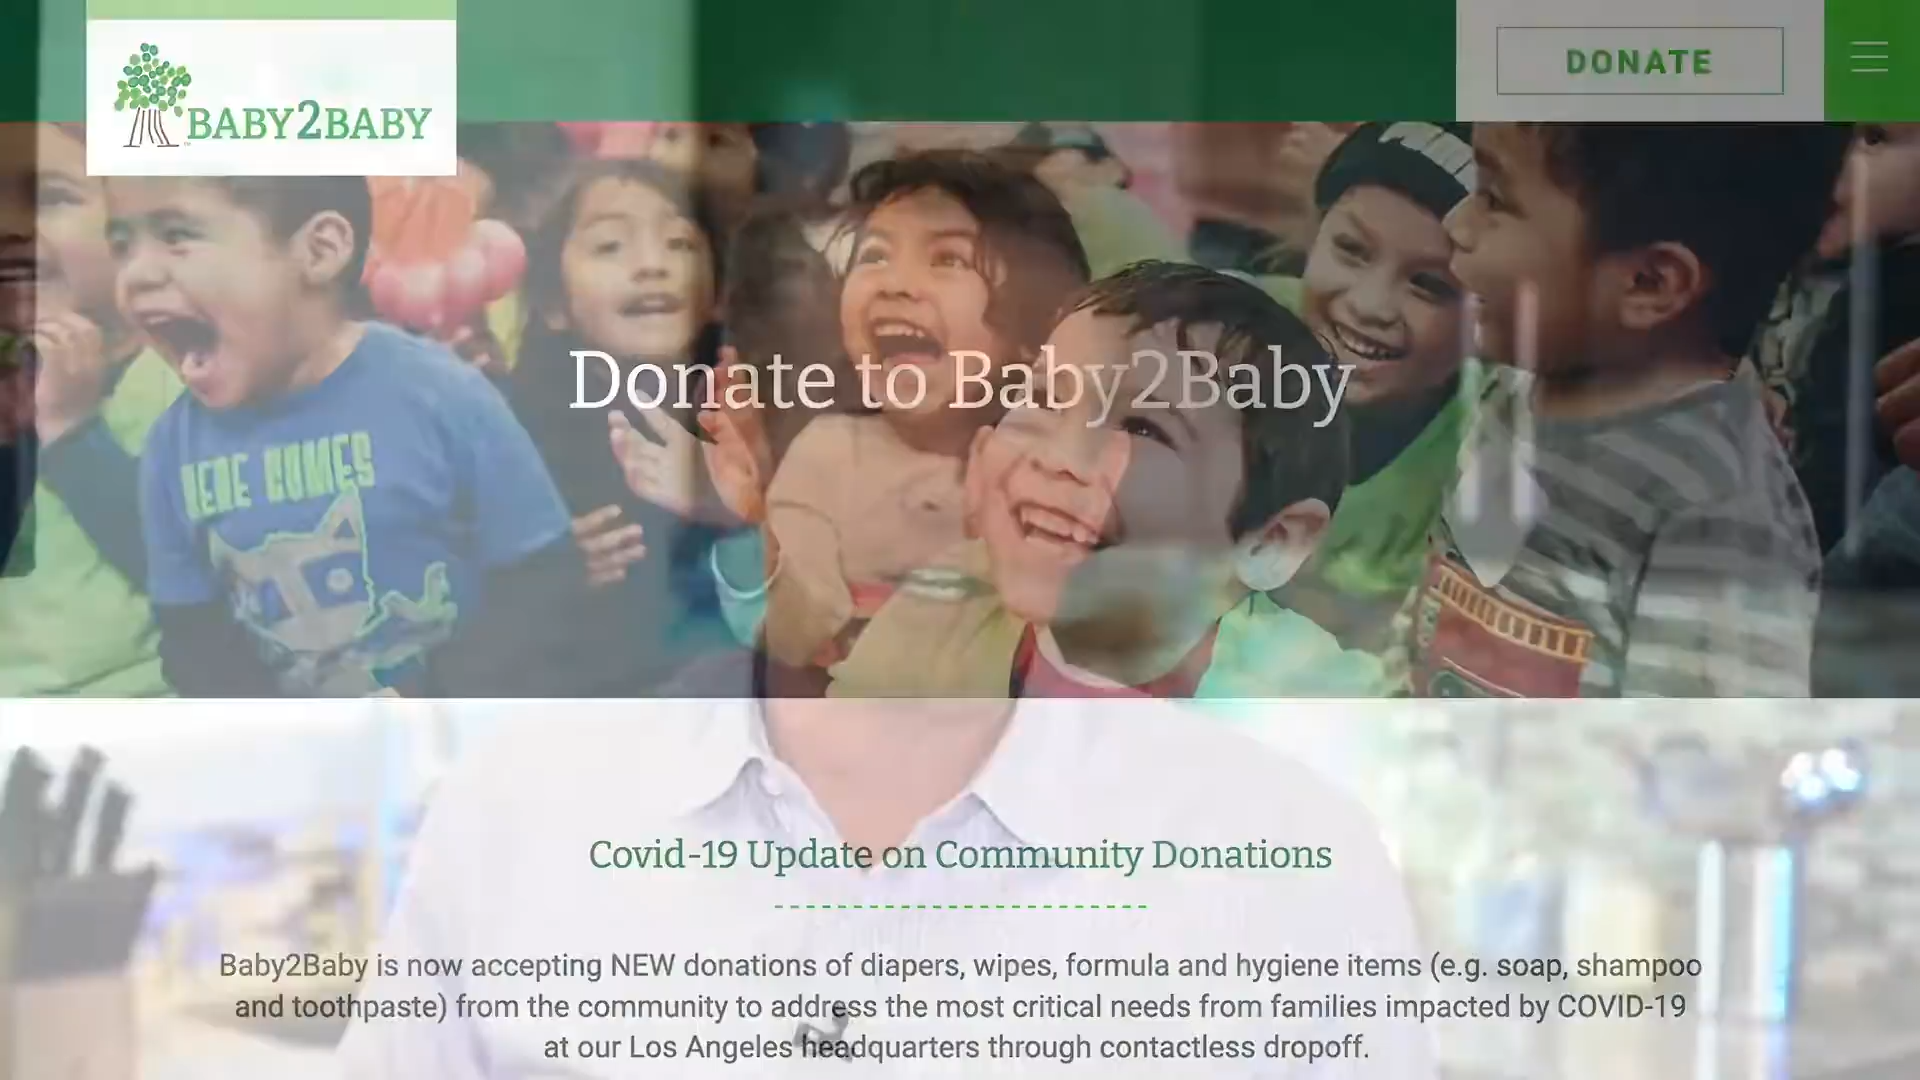 BABY2BABY
DONATE
HERE COMES
Donate to Baby2Baby
Covid-19 Update on Community Donations
Baby2Baby is now accepting NEW donations of diapers, wipes, formula and hygiene items (e.g. soap, shampoo
and toothpaste) from the community to address the most critical needs from families impacted by COVID-19
at our Los Angeles headquarters through contactless dropoff.